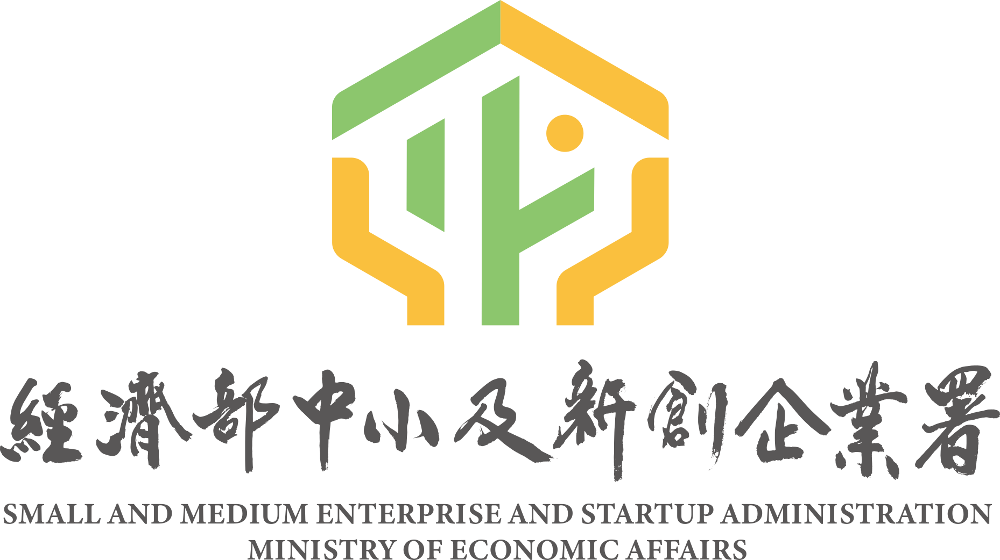 經濟部中小及新創企業署
SMALL AND MEDIUM ENTERPRISE AND STARTUP ADMINISTRATION
MINISTRY OF ECONOMIC AFFAIRS